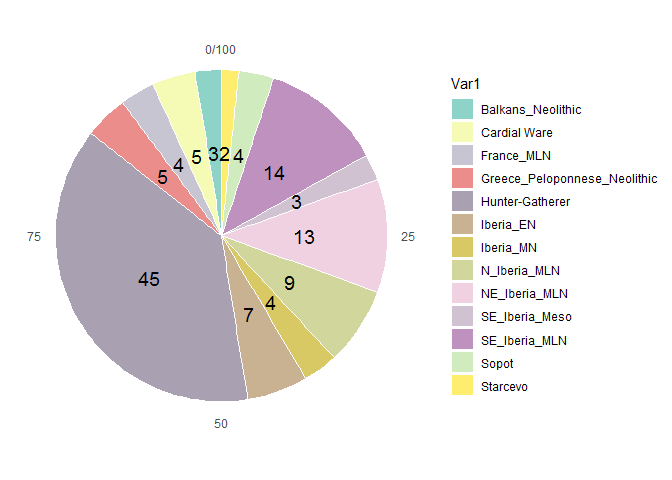 0/100
Var1
Balkans_Neolithic
Cardial Ware
France_MLN
Greece_Peloponnese_Neolithic
Hunter-Gatherer
Iberia_EN
Iberia_MN
N_Iberia_MLN
NE_Iberia_MLN
SE_Iberia_Meso
SE_Iberia_MLN
Sopot
Starcevo
3
2
4
5
4
5
14
3
13
9
4
7
45
75
25
50